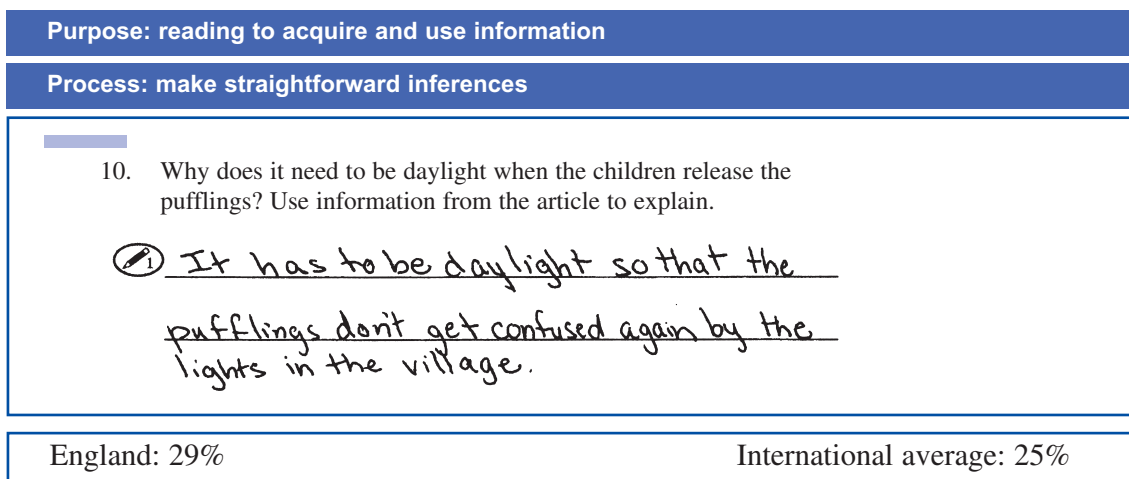 Purpose: reading to acquire and use information
Process: make straightforward inferences
10. Why does it need to be daylight when the children release the
pufflings? Use information from the article to explain.
1 It has to be daylight so that the
pufflings don't get confused again by the
lights in the village.
England: 29% International average: 25%